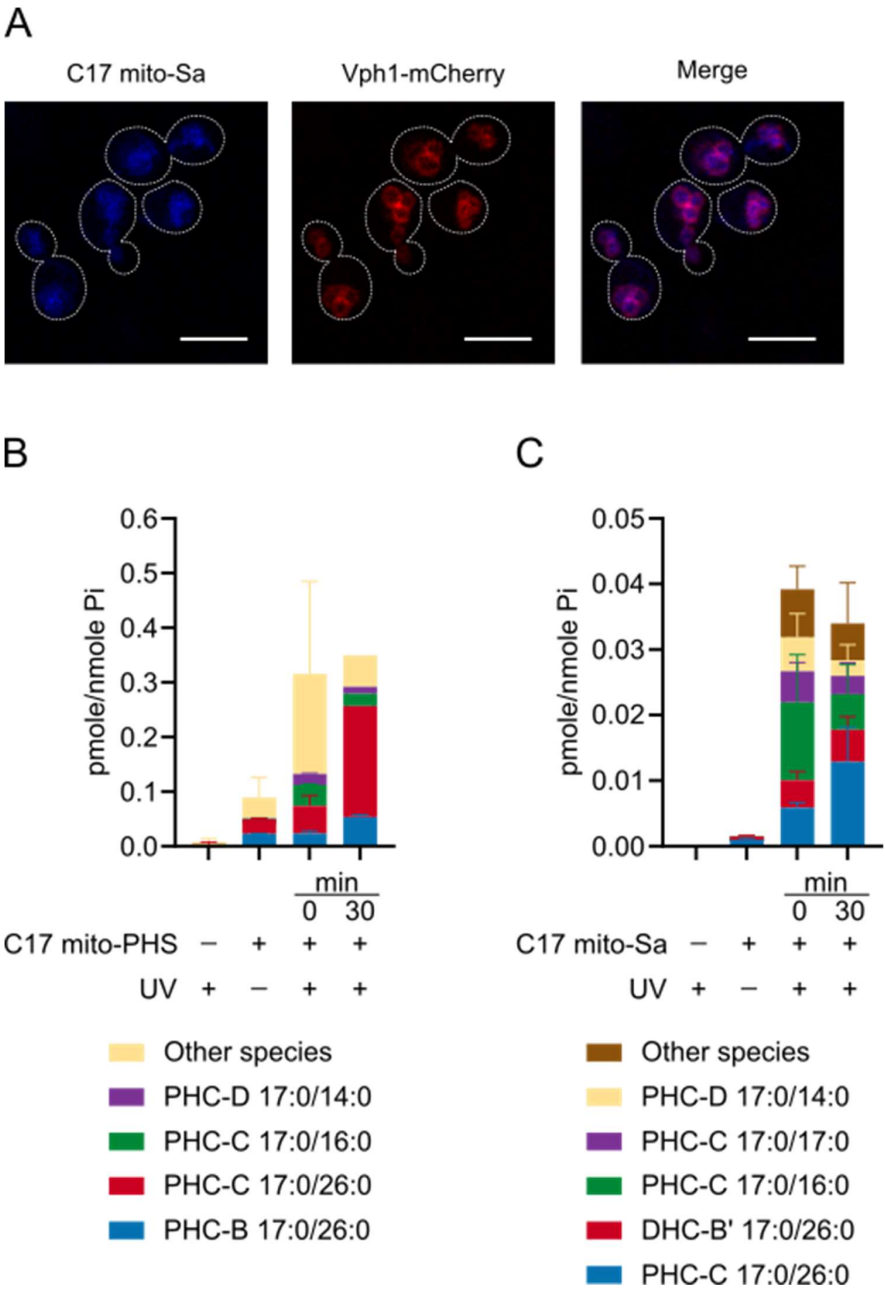 A
C17 mito-Sa
Vph1-mCherry
Merge
B
0.6
0.5
0.4
0.3
0.2
0.1
0.0
pmole/nmole Pi
min
0 30
C17 mito-PHS − + + +
UV + − + +
Other species
PHC-D 17:0/14:0
PHC-C 17:0/16:0
PHC-C 17:0/26:0
PHC-B 17:0/26:0
C
0.05
0.04
0.03
0.02
0.01
0.00
pmole/nmole Pi
min
0 30
C17 mito-Sa − + + +
UV + − + +
Other species
PHC-D 17:0/14:0
PHC-C 17:0/17:0
PHC-C 17:0/16:0
DHC-B' 17:0/26:0
PHC-C 17:0/26:0